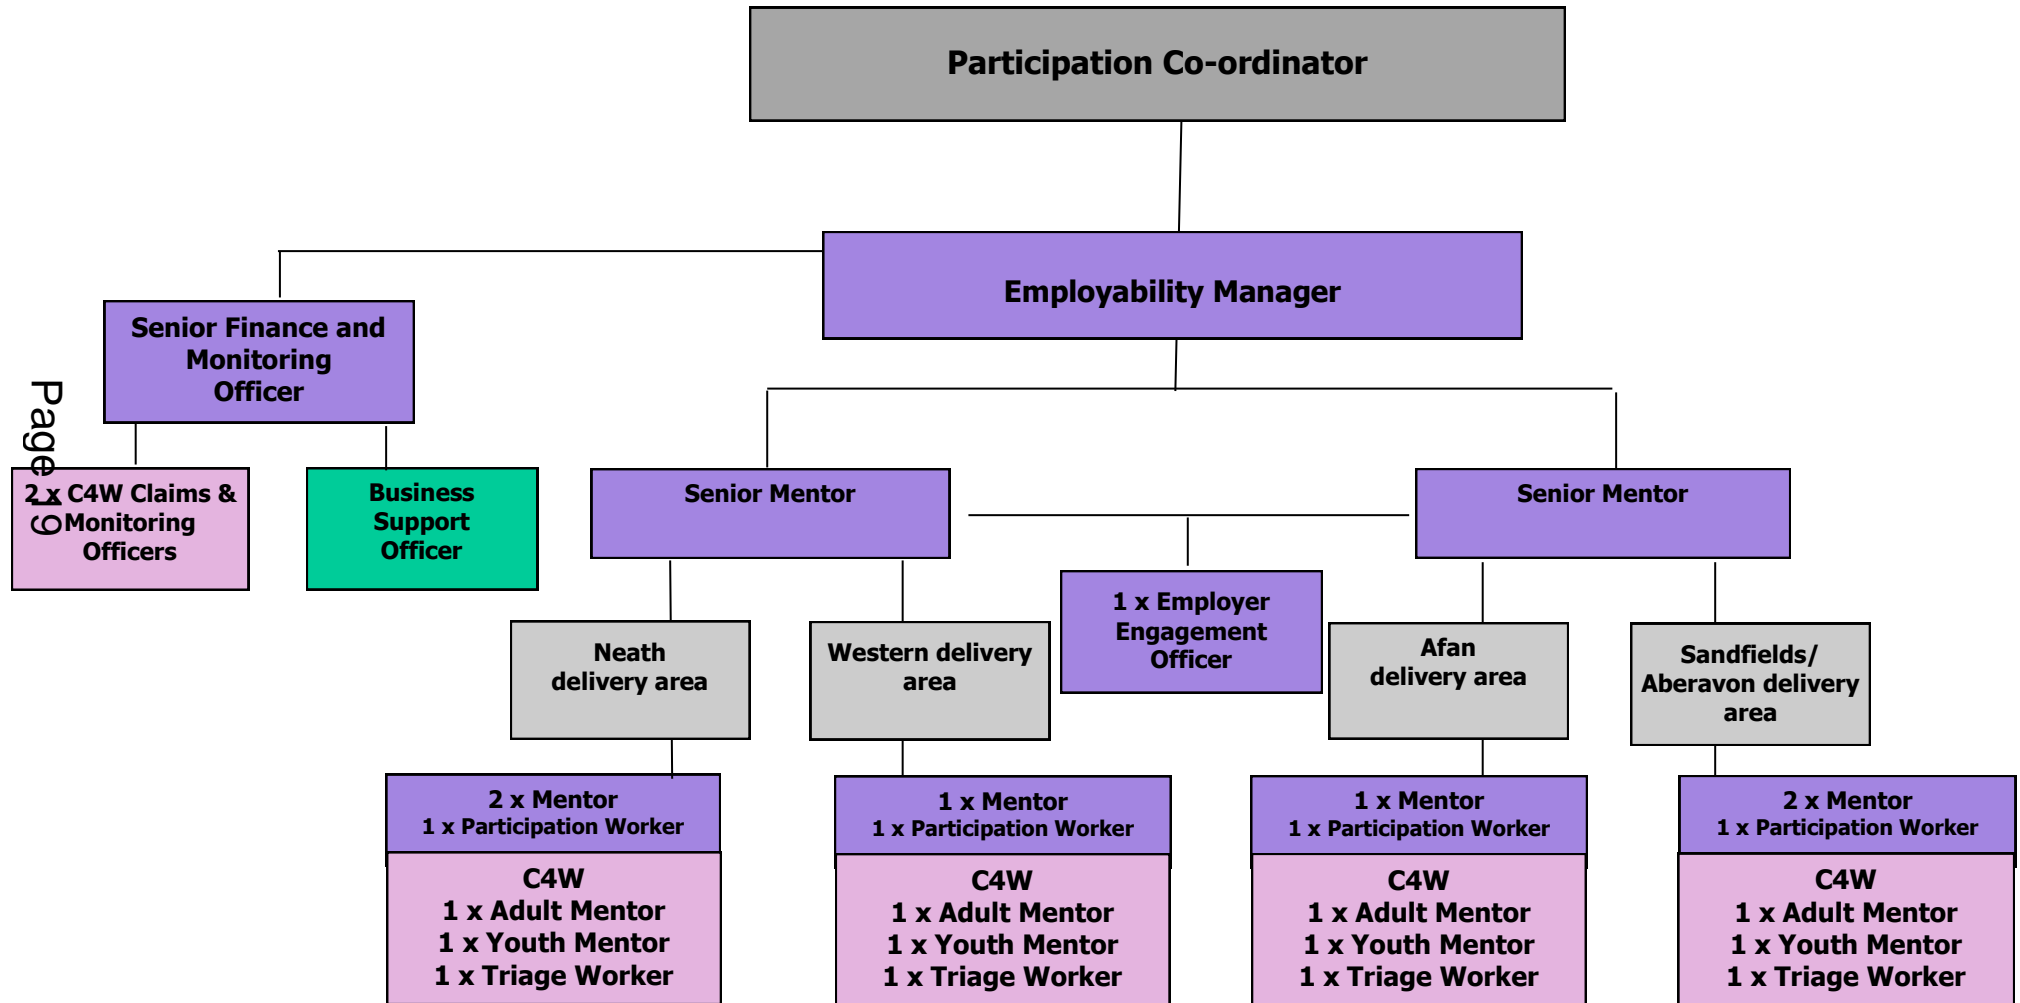 Participation Co-ordinator
Employability Manager
Senior Finance and
Monitoring
Officer
Page 19
2 x C4W Claims &
Monitoring
Officers
Business
Support
Officer
Senior Mentor
Senior Mentor
1 x Employer
Engagement
Officer
Neath
delivery area
Western delivery
area
Afan
delivery area
Sandfields/
Aberavon delivery
area
2 x Mentor
1 x Participation Worker
C4W
1 x Adult Mentor
1 x Youth Mentor
1 x Triage Worker
1 x Mentor
1 x Participation Worker
C4W
1 x Adult Mentor
1 x Youth Mentor
1 x Triage Worker
1 x Mentor
1 x Participation Worker
C4W
1 x Adult Mentor
1 x Youth Mentor
1 x Triage Worker
2 x Mentor
1 x Participation Worker
C4W
1 x Adult Mentor
1 x Youth Mentor
1 x Triage Worker